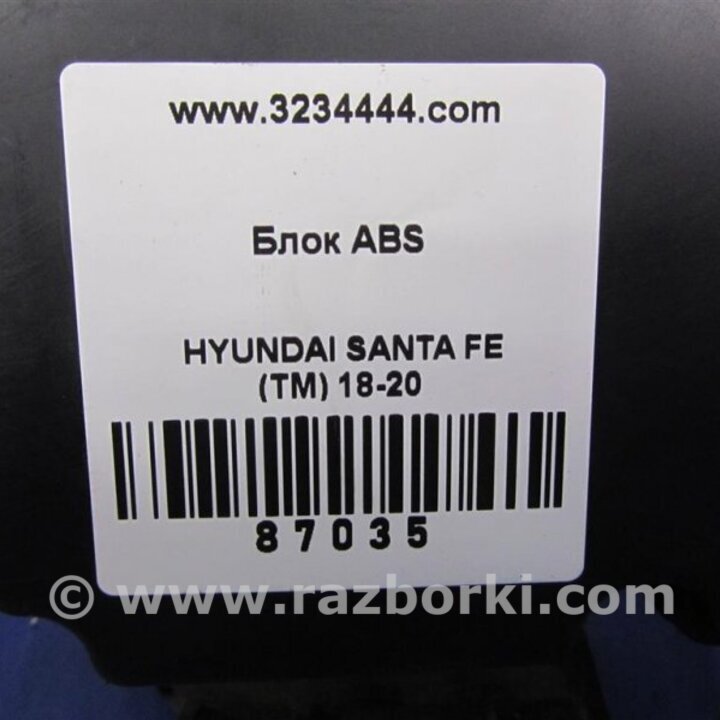 www.3234444.com
Блок ABS
HYUNDAI SANTA FE
(TM) 18-20
87035
© www.razborki.com